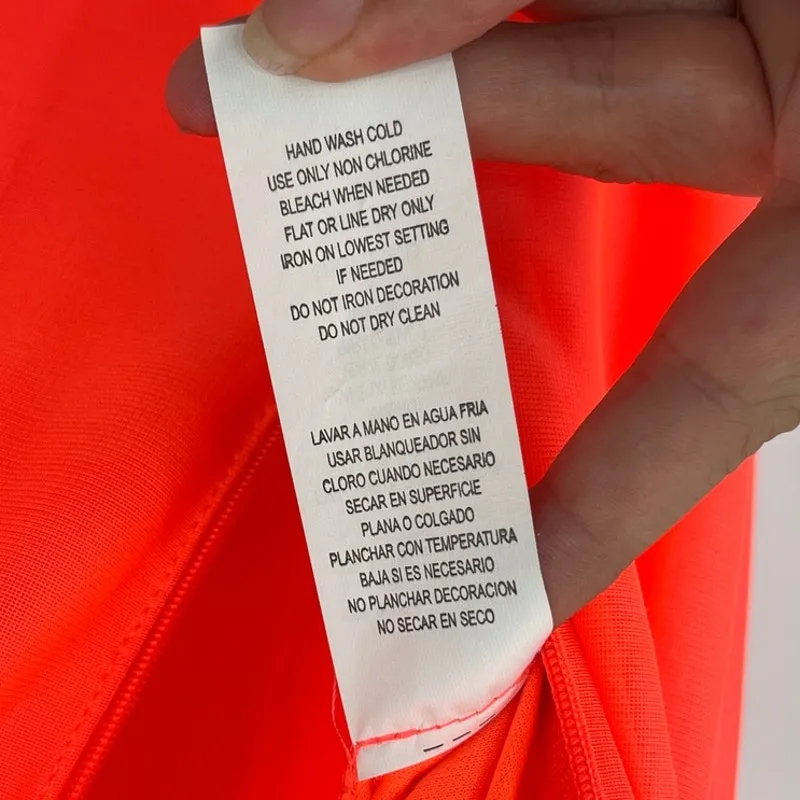 HAND WASH COLD
USE ONLY NON CHLORINE
BLEACH WHEN NEEDED
FLAT OR LINE DRY ONLY
IRON ON LOWEST SETTING
IF NEEDED
DO NOT IRON DECORATION
DO NOT DRY CLEAN
LAVAR A MANO EN AGUA FRIA
USAR BLANQUEADOR SIN
CLORO CUANDO NECESARIO
SECAR EN SUPERFICIE
PLANA O COLGADO
PLANCHAR CON TEMPERATURA
BAJA SI ES NECESARIO
NO PLANCHAR DECORACION
NO SECAR EN SECO